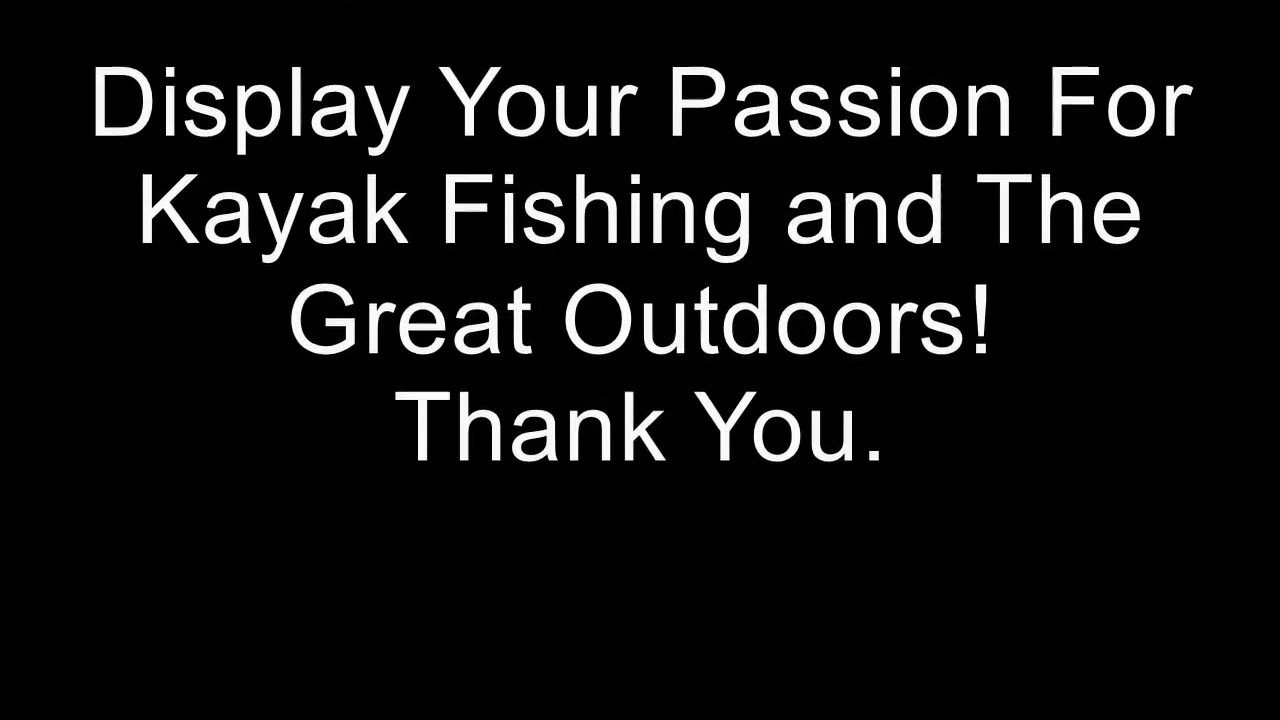 Display Your Passion For
Kayak Fishing and The
Great Outdoors!
Thank You.